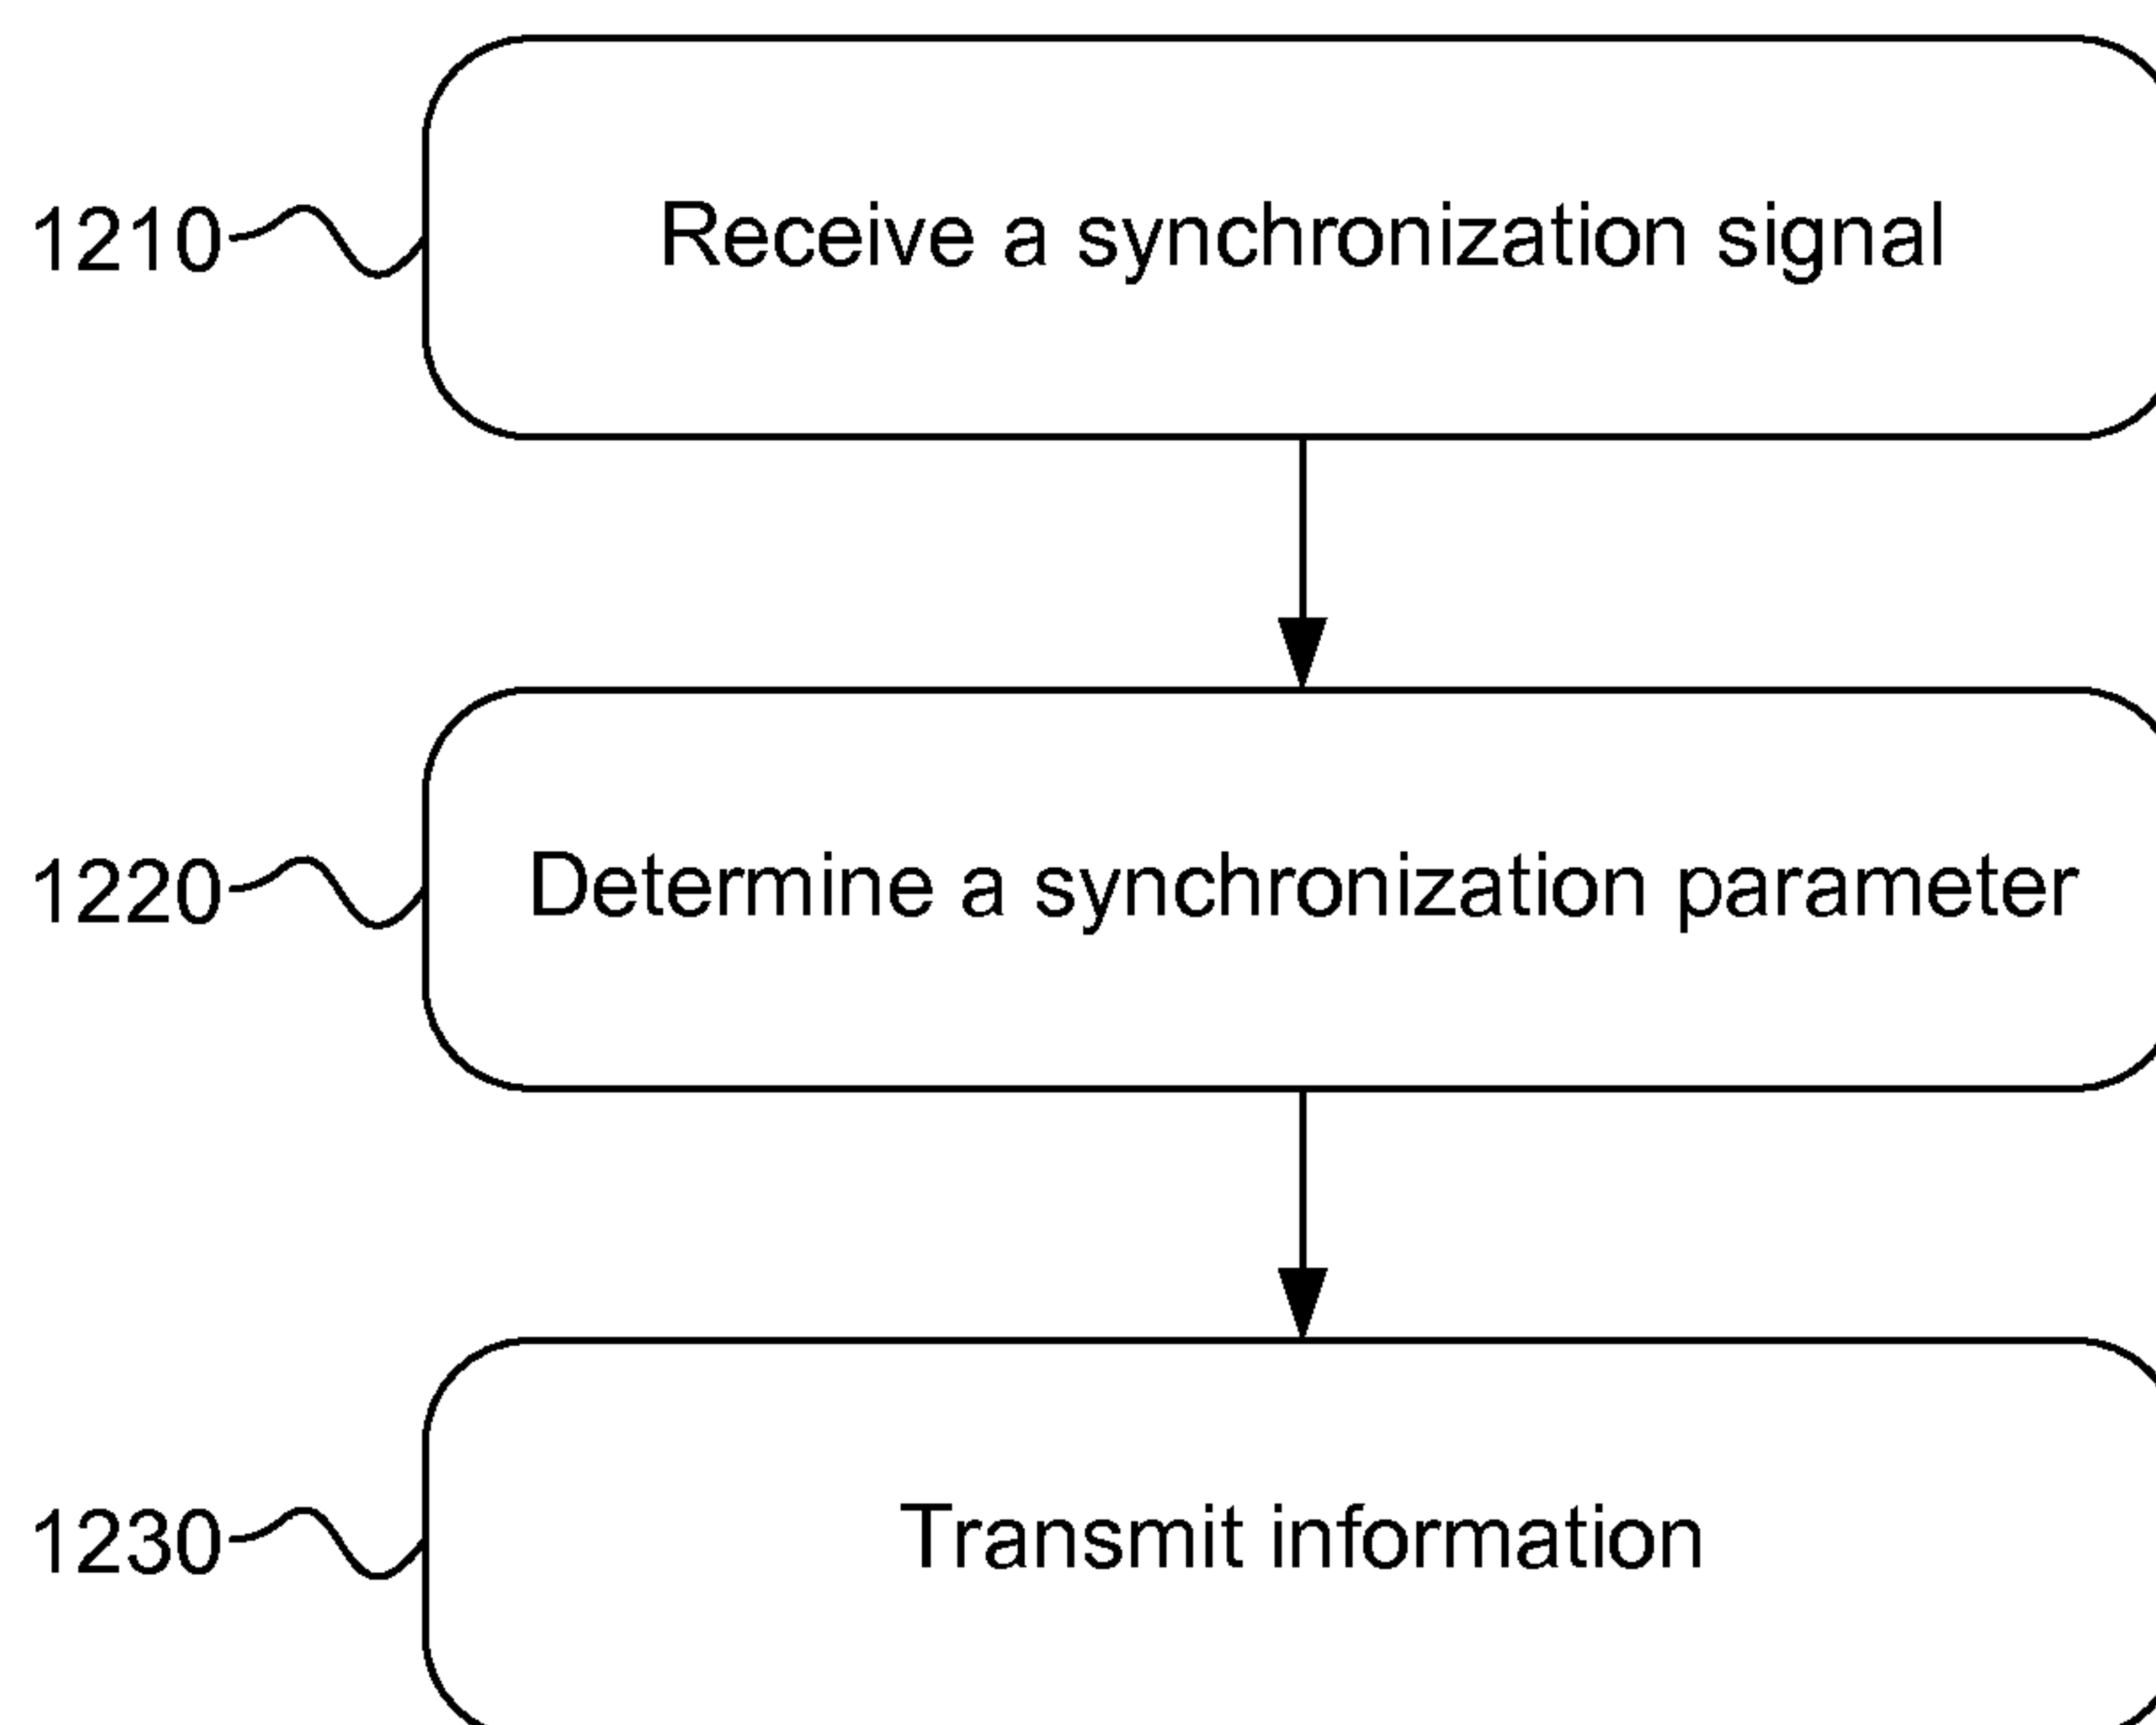 1210 Receive a synchronization signal
1220 Determine a synchronization parameter
1230 Transmit information